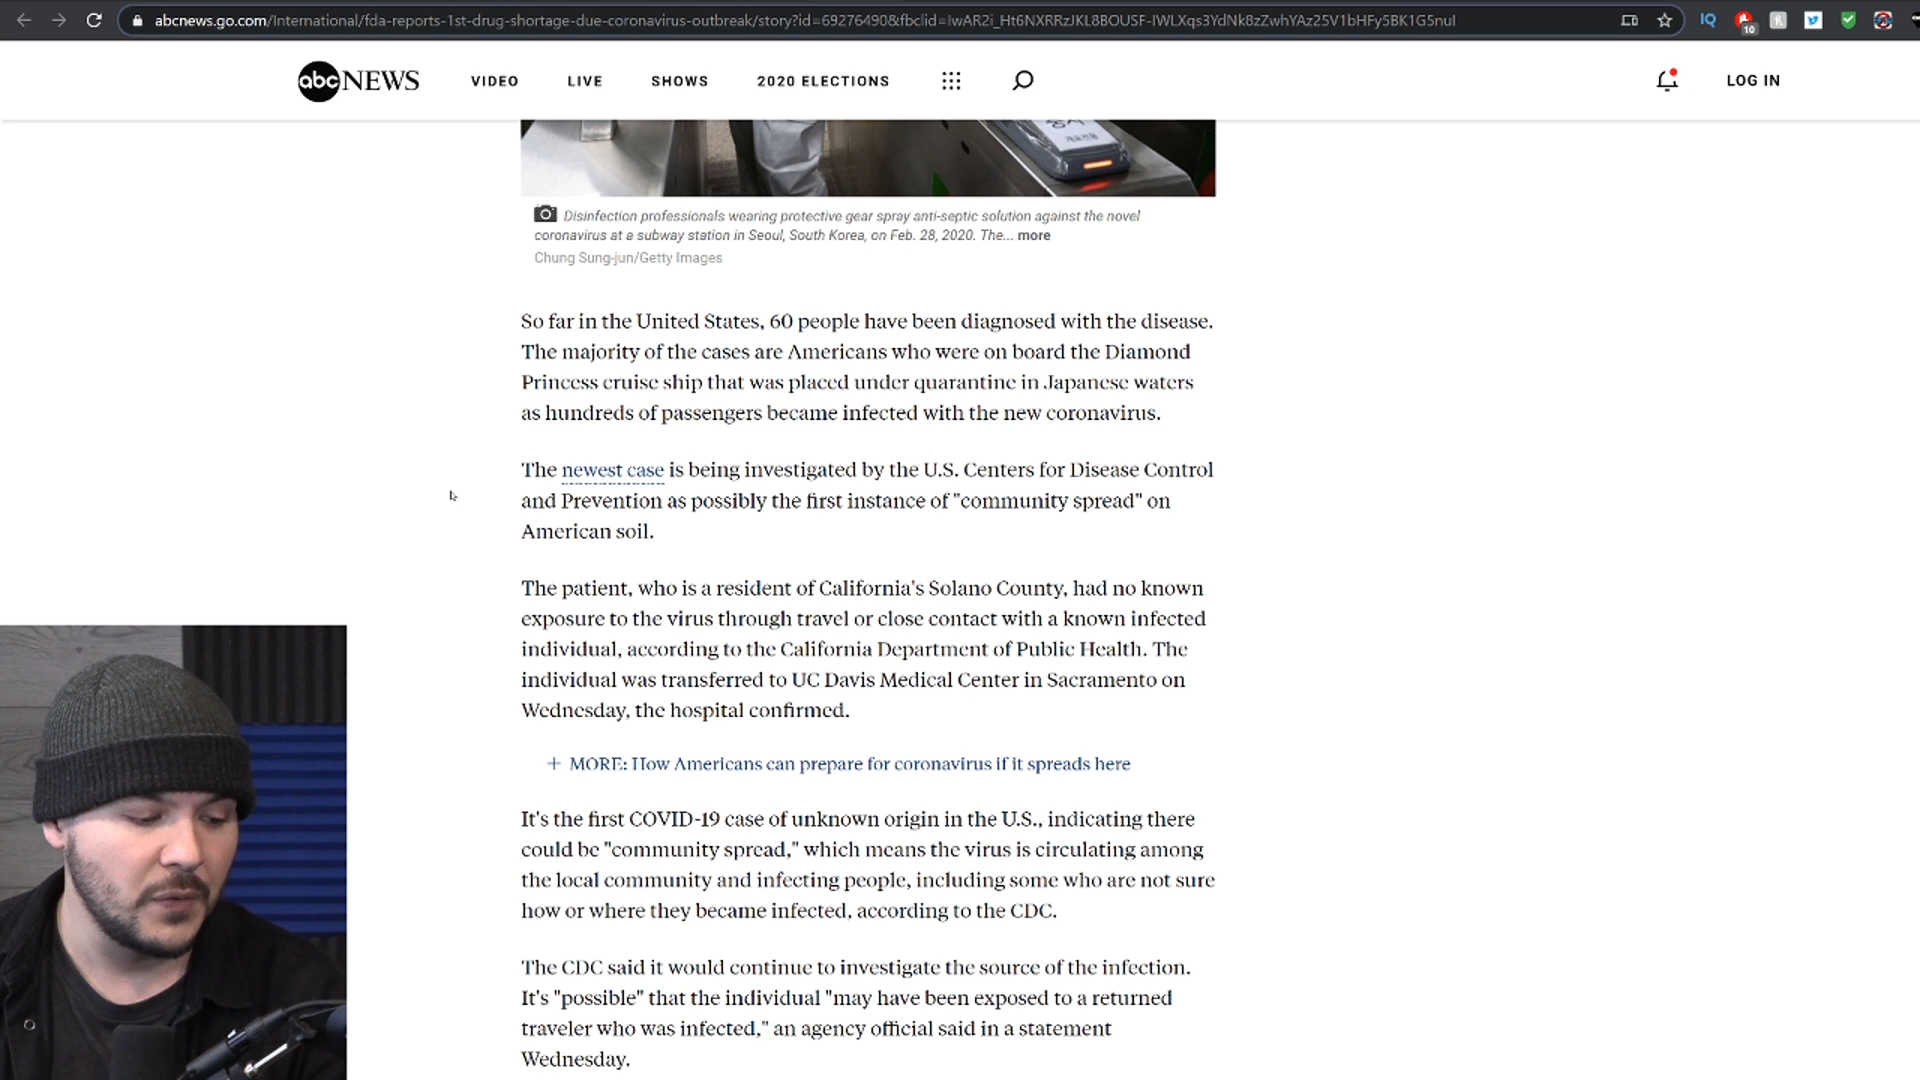 abcnews.go.com/International/fda-reports-1st-drug-shortage-due-coronavirus-outbreak/story?id=69276490&fbclid=IwAR2i_Ht6NXRRzJKL8BOUSF-IWLXqs3YdNk8zZwhYAz25V1bHFy5BK1G5nuI
IQ
10
abc NEWS
VIDEO
LIVE
SHOWS
2020 ELECTIONS
LOG IN
Disinfection professionals wearing protective gear spray anti-septic solution against the novel
coronavirus at a subway station in Seoul, South Korea, on Feb. 28, 2020. The... more
Chung Sung-jun/Getty Images
So far in the United States, 60 people have been diagnosed with the disease.
The majority of the cases are Americans who were on board the Diamond
Princess cruise ship that was placed under quarantine in Japanese waters
as hundreds of passengers became infected with the new coronavirus.
The newest case is being investigated by the U.S. Centers for Disease Control
and Prevention as possibly the first instance of "community spread" on
American soil.
The patient, who is a resident of California's Solano County, had no known
exposure to the virus through travel or close contact with a known infected
individual, according to the California Department of Public Health. The
individual was transferred to UC Davis Medical Center in Sacramento on
Wednesday, the hospital confirmed.
+ MORE: How Americans can prepare for coronavirus if it spreads here
It's the first COVID-19 case of unknown origin in the U.S., indicating there
could be "community spread," which means the virus is circulating among
the local community and infecting people, including some who are not sure
how or where they became infected, according to the CDC.
The CDC said it would continue to investigate the source of the infection.
It's "possible" that the individual "may have been exposed to a returned
traveler who was infected," an agency official said in a statement
Wednesday.